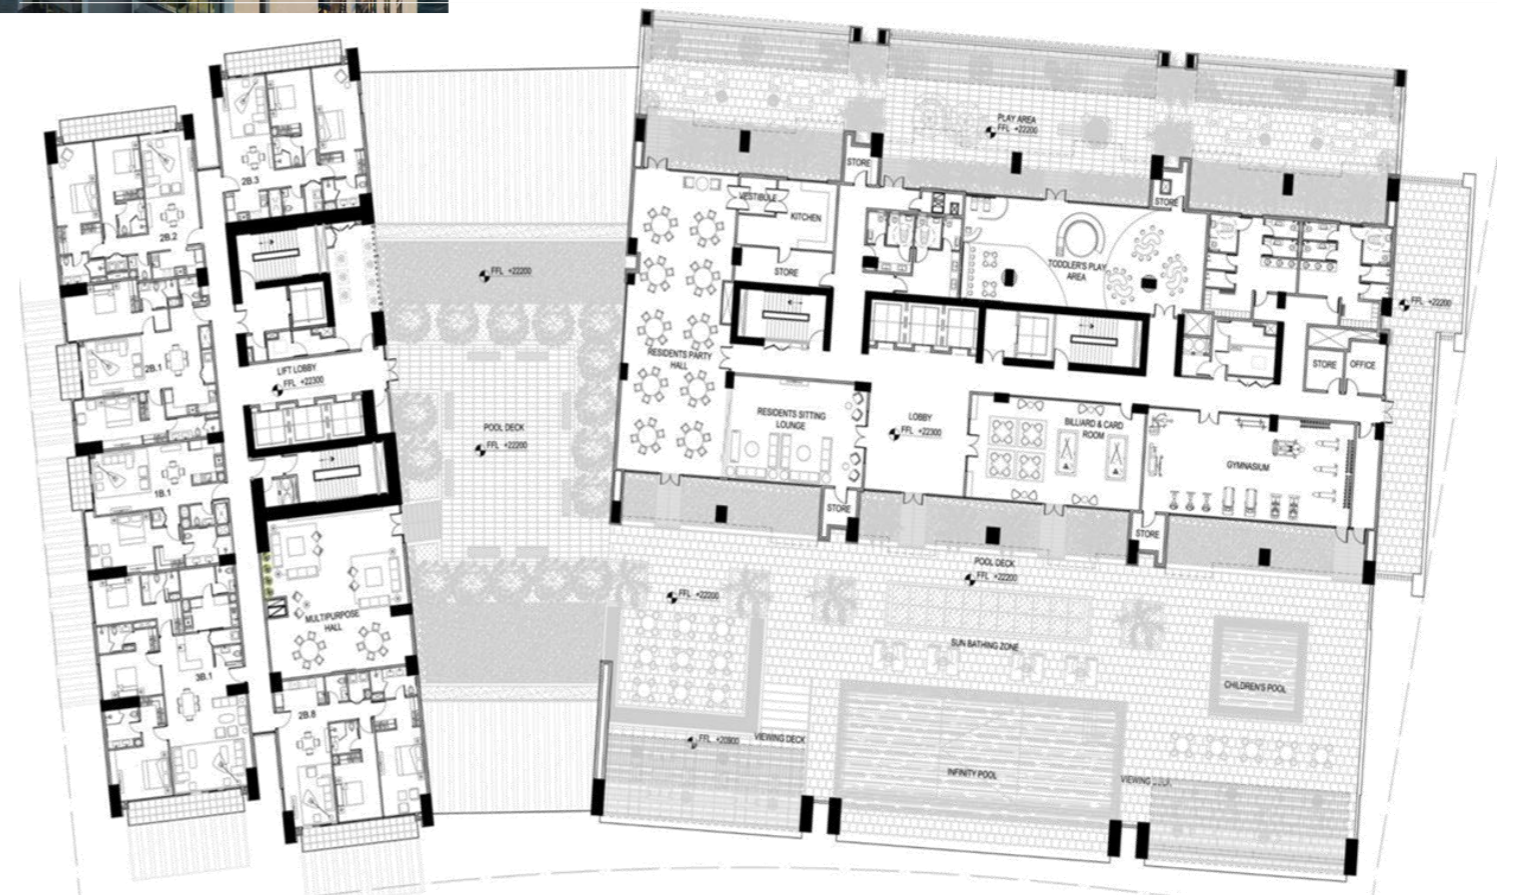 PLAY AREA
FFL +22200
2B.3
STORE
STORE
VESTIBULE
KITCHEN
2B.2
FFL +22200
STORE
TODDLER'S PLAY
AREA
FFL +22200
RESIDENTS PARTY
HALL
2B.1
LIFT LOBBY
FFL +22300
STORE
OFFICE
POOL DECK
FFL +22200
RESIDENTS SITTING
LOUNGE
LOBBY
FFL +22300
BILLIARD & CARD
ROOM
GYMNASIUM
1B.1
STORE
STORE
POOL DECK
FFL +22200
FFL +22200
MULTIPURPOSE
HALL
SUN BATHING ZONE
3B.1
CHILDREN'S POOL
2B.8
FFL +20900
VIEWING DECK
INFINITY POOL
VIEWING